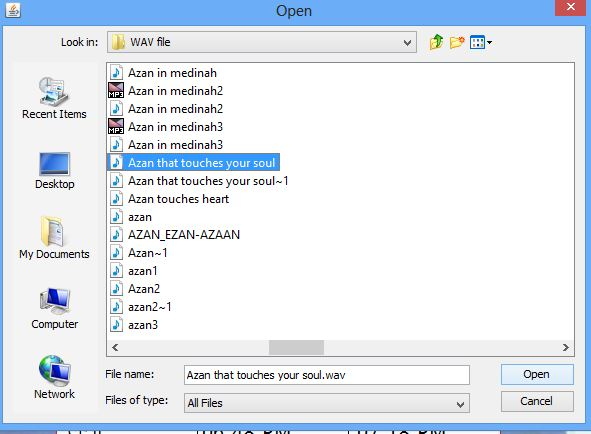 Open
Look in: WAV file
Recent Items
Desktop
My Documents
Computer
Network
Azan in medinah
MP3 Azan in medinah2
Azan in medinah2
MP3 Azan in medinah3
Azan in medinah3
Azan that touches your soul
Azan that touches your soul~1
Azan touches heart
azan
AZAN_EZAN-AZAAN
Azan~1
azan1
Azan2
azan2~1
azan3
File name: Azan that touches your soul.wav Open
Files of type: All Files Cancel